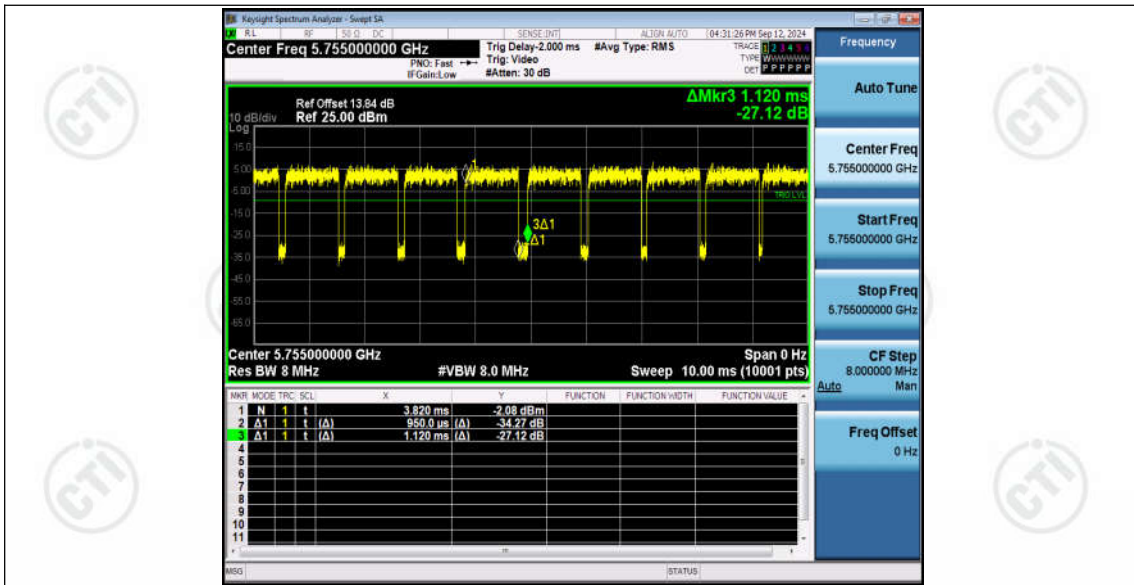 Keysight Spectrum Analyzer - Swept SA
RL RF 50 Ω DC SENSE:INT ALIGN AUTO 04:31:26 PM Sep 12, 2024
Center Freq 5.755000000 GHz
Trig Delay-2.000 ms #Avg Type: RMS
TRACE 1 2 3 4 5 6
PNO: Fast Trig: Video
TYPE WWWWWW
IFGain:Low #Atten: 30 dB
DET P P P P P P
Frequency
Auto Tune
ΔMkr3 1.120 ms
-27.12 dB
Ref Offset 13.84 dB
10 dB/div Ref 25.00 dBm
Log
15.0
5.00
-5.00
-15.0
-25.0
-35.0
-45.0
-55.0
-65.0
1
TRIG LVL
3Δ1
Δ1
Center 5.755000000 GHz Span 0 Hz
Res BW 8 MHz #VBW 8.0 MHz Sweep 10.00 ms (10001 pts)
MKR MODE TRC SCL X Y FUNCTION FUNCTION WIDTH FUNCTION VALUE
1 N 1 t 3.820 ms -2.08 dBm
2 Δ1 1 t (Δ) 950.0 µs (Δ) -34.27 dB
3 Δ1 1 t (Δ) 1.120 ms (Δ) -27.12 dB
4
5
6
7
8
9
10
11
MSG STATUS
Center Freq
5.755000000 GHz
Start Freq
5.755000000 GHz
Stop Freq
5.755000000 GHz
CF Step
8.000000 MHz
Auto Man
Freq Offset
0 Hz
CTI
CTI
CTI
CTI